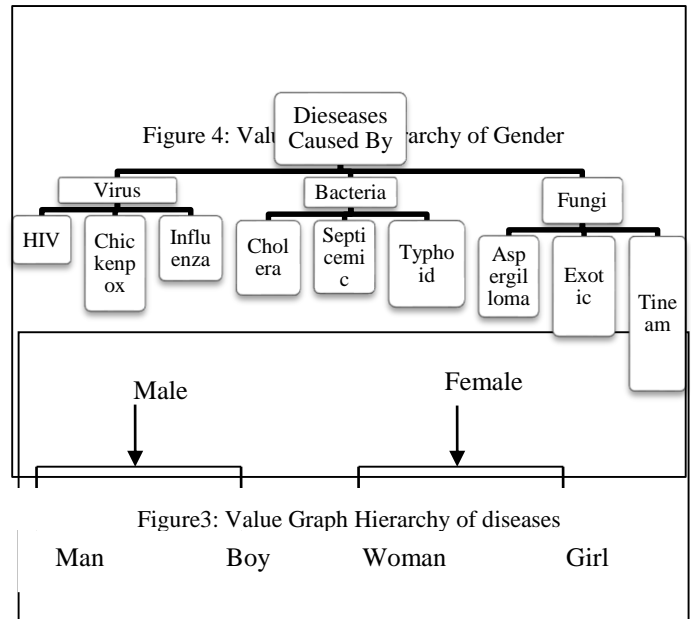 Dieseases
Caused By
Figure 4: Valu rarchy of Gender
Virus
Bacteria
Fungi
HIV
Chic
kenp
ox
Influ
enza
Chol
era
Septi
cemi
c
Typho
id
Asp
ergil
loma
Exot
ic
Tine
am
Male
Female
Figure3: Value Graph Hierarchy of diseases
Man Boy Woman Girl